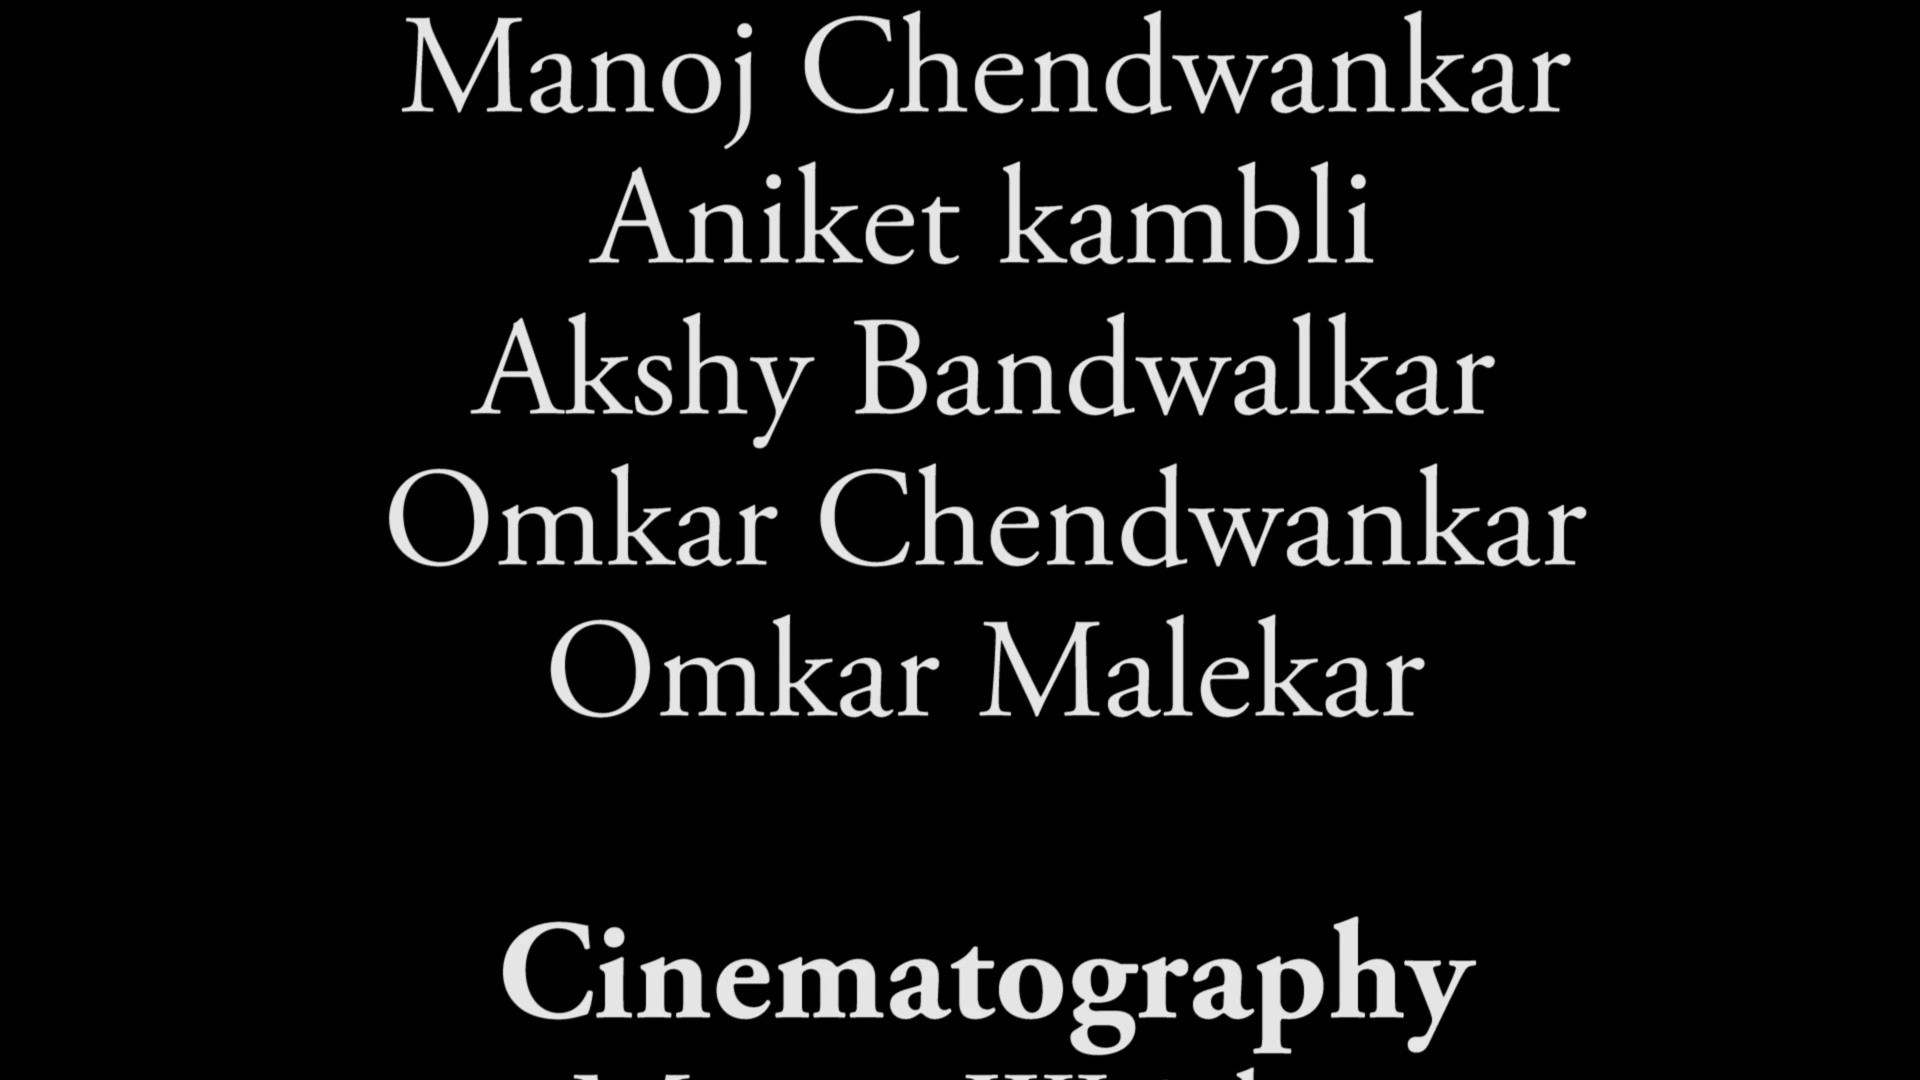 Manoj Chendwankar
Aniket kambli
Akshy Bandwalkar
Omkar Chendwankar
Omkar Malekar
Cinematography